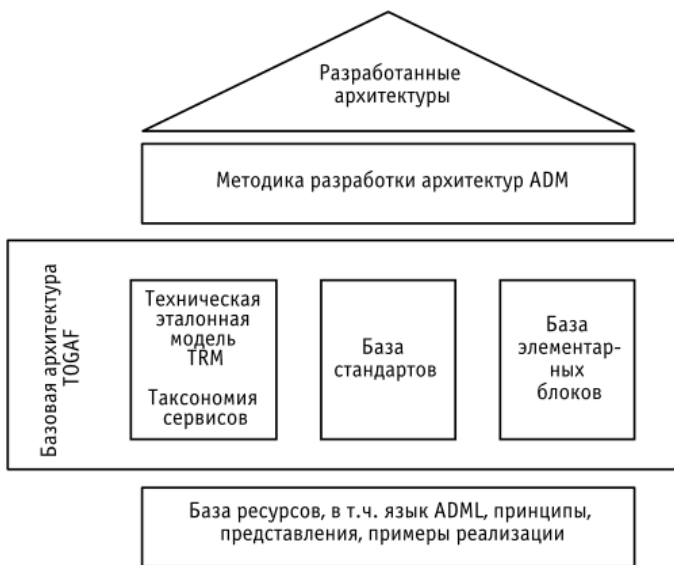 Разработанные
архитектуры
Методика разработки архитектур ADM
Базовая архитектура
TOGAF
Техническая
эталонная
модель
TRM
Таксономия
сервисов
База
стандартов
База
элементар-
ных
блоков
База ресурсов, в т.ч. язык ADML, принципы,
представления, примеры реализации